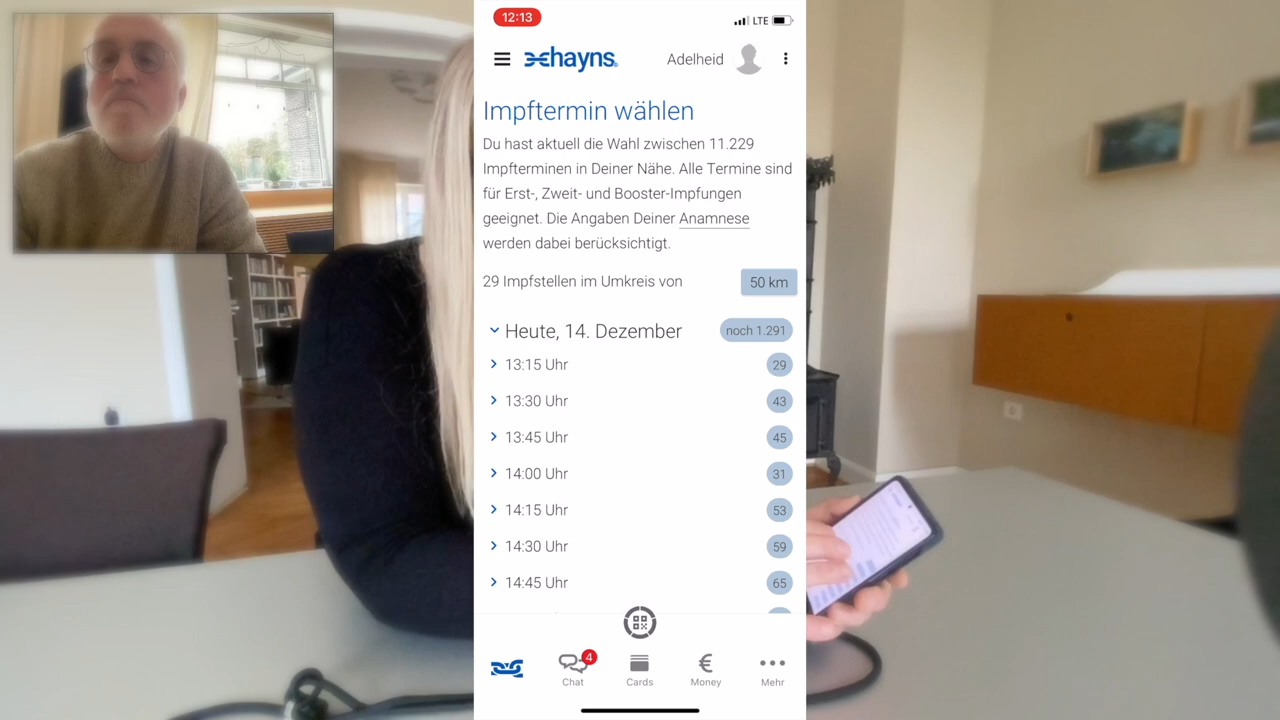 12:13
LTE
chayns.
Adelheid
Impftermin wählen
Du hast aktuell die Wahl zwischen 11.229
Impfterminen in Deiner Nähe. Alle Termine sind
für Erst-, Zweit- und Booster-Impfungen
geeignet. Die Angaben Deiner Anamnese
werden dabei berücksichtigt.
29 Impfstellen im Umkreis von 50 km
Heute, 14. Dezember noch 1.291
13:15 Uhr 29
13:30 Uhr 43
13:45 Uhr 45
14:00 Uhr 31
14:15 Uhr 53
14:30 Uhr 59
14:45 Uhr 65
4
Chat Cards Money Mehr